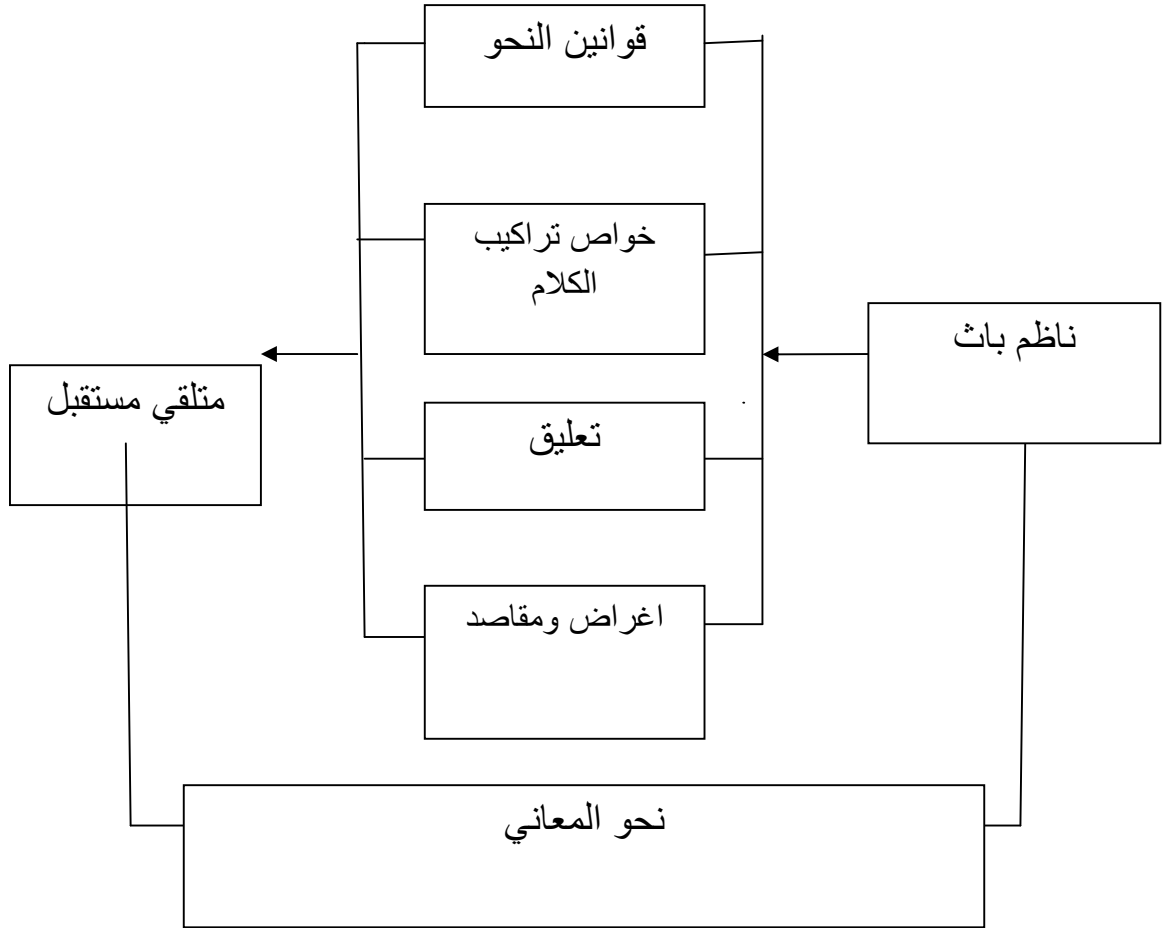 قوانين النحو
خواص تراكيب
الكلام
ناظم باث
متلقي مستقبل
تعليق
اغراض ومقاصد
نحو المعاني